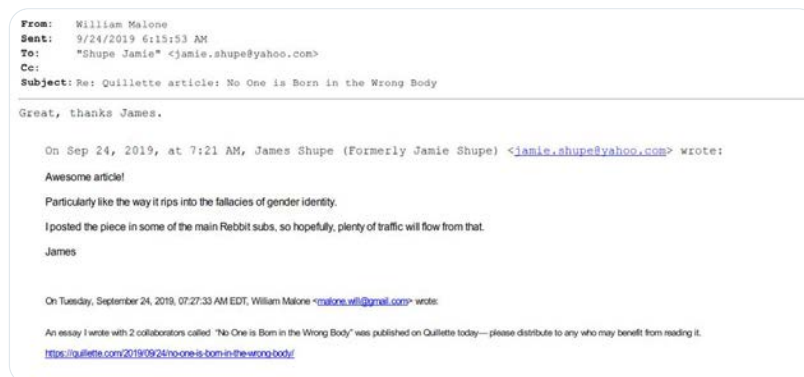 From: William Malone
Sent: 9/24/2019 6:15:53 AM
To: "Shupe Jamie" <jamie.shupe@yahoo.com>
Cc:
Subject: Re: Quillette article: No One is Born in the Wrong Body
Great, thanks James.
On Sep 24, 2019, at 7:21 AM, James Shupe (Formerly Jamie Shupe) <jamie.shupe@yahoo.com> wrote:
Awesome article!
Particularly like the way it rips into the fallacies of gender identity.
I posted the piece in some of the main Rebbit subs, so hopefully, plenty of traffic will flow from that.
James
On Tuesday, September 24, 2019, 07:27:33 AM EDT, William Malone <malone.will@gmail.com> wrote:
An essay I wrote with 2 collaborators called "No One is Born in the Wrong Body" was published on Quillette today— please distribute to any who may benefit from reading it.
https://quillette.com/2019/09/24/no-one-is-born-in-the-wrong-body/